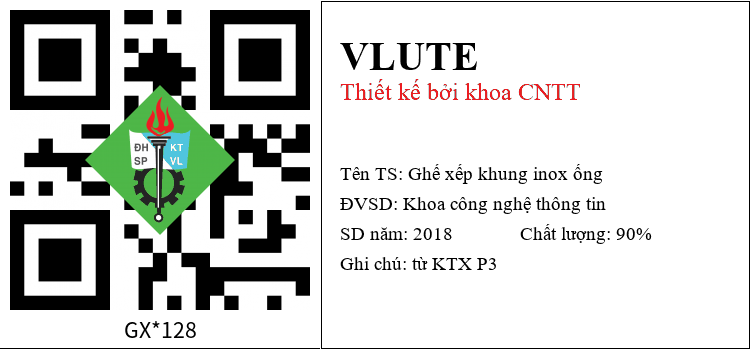 ĐH KT
SP VL
GX*128
VLUTE
Thiết kế bởi khoa CNTT
Tên TS: Ghế xếp khung inox ống
ĐVSD: Khoa công nghệ thông tin
SD năm: 2018 Chất lượng: 90%
Ghi chú: từ KTX P3